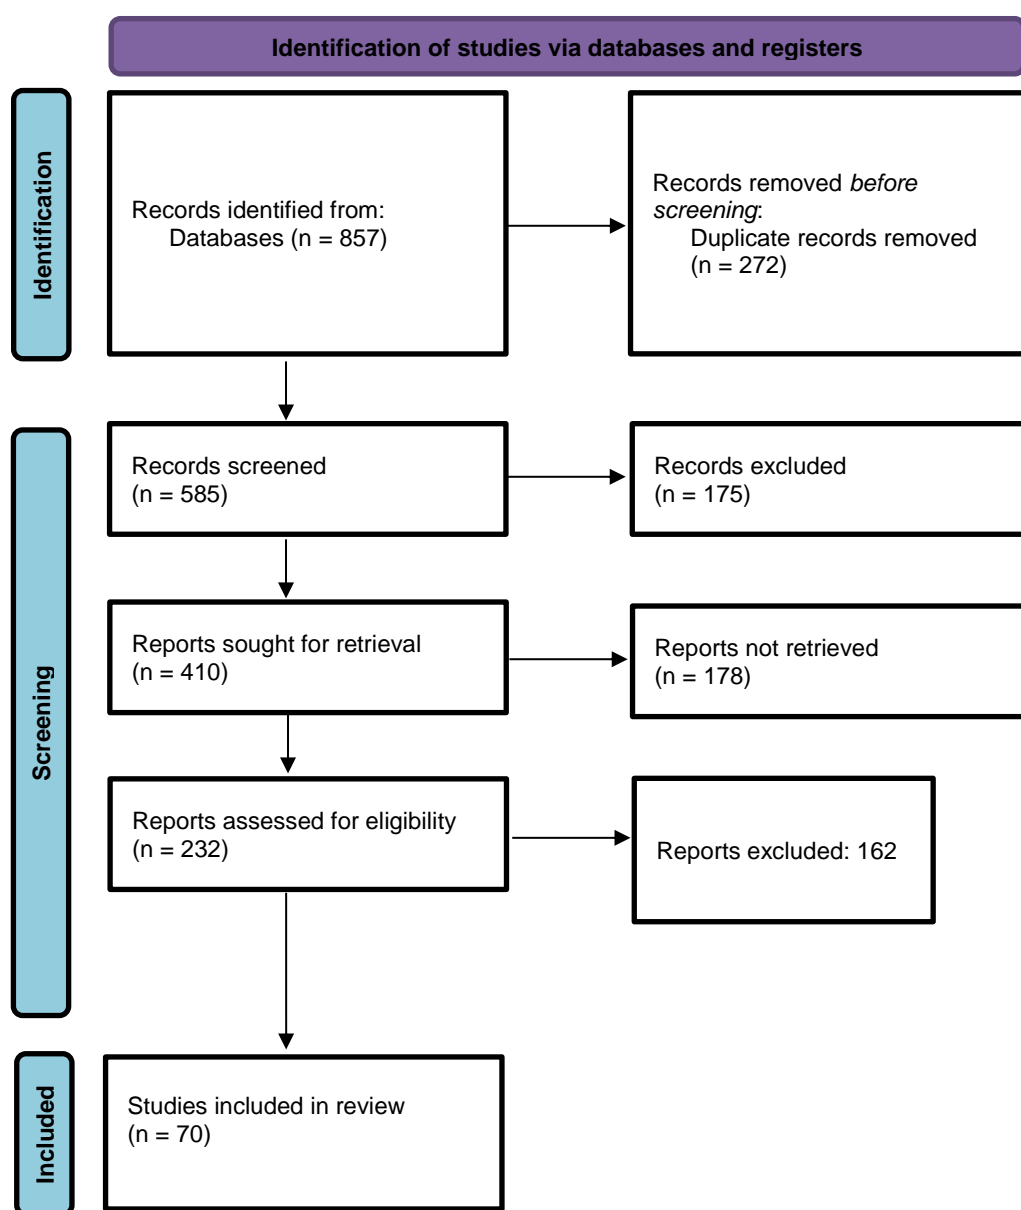 Identification of studies via databases and registers
Identification
Records identified from:
Databases (n = 857)
Records removed before
screening:
Duplicate records removed
(n = 272)
Screening
Records screened
(n = 585)
Records excluded
(n = 175)
Reports sought for retrieval
(n = 410)
Reports not retrieved
(n = 178)
Reports assessed for eligibility
(n = 232)
Reports excluded: 162
Included
Studies included in review
(n = 70)